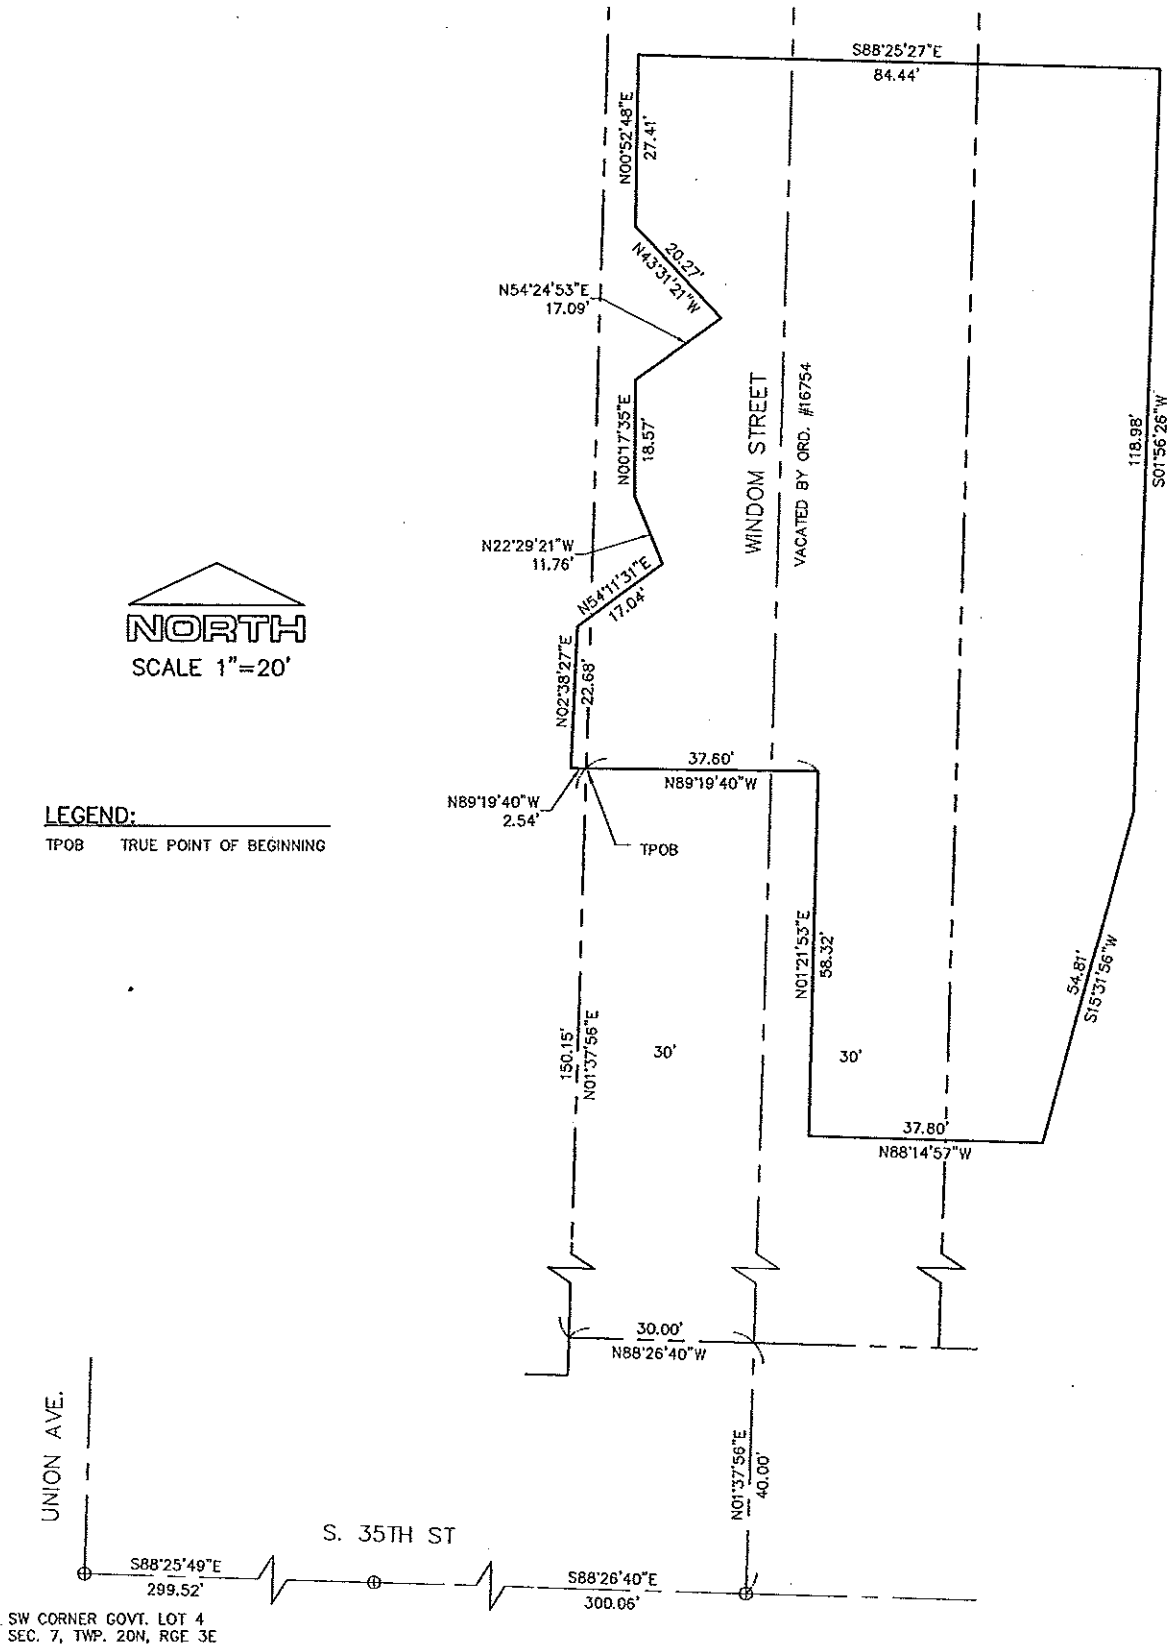 S88°25'27"E
84.44'
N00°52'48"E
27.41'
20.27'
N43°31'21"W
N54°24'53"E
17.09'
N00°17'35"E
18.57'
WINDOM STREET
VACATED BY ORD. #16754
118.98'
S01°56'26"W
N22°29'21"W
11.76'
N54°11'31"E
17.04'
NORTH
SCALE 1"=20'
N02°38'27"E
22.68'
37.60'
N89°19'40"W
N89°19'40"W
2.54'
LEGEND:
TPOB TRUE POINT OF BEGINNING
TPOB
N01°21'53"E
58.32'
54.81'
S15°31'56"W
150.15'
N01°37'56"E
30'
30'
37.80'
N88°14'57"W
30.00'
N88°26'40"W
UNION AVE.
N01°37'56"E
40.00'
S. 35TH ST
S88°25'49"E
299.52'
S88°26'40"E
300.06'
SW CORNER GOVT. LOT 4
SEC. 7, TWP. 20N, RGE 3E